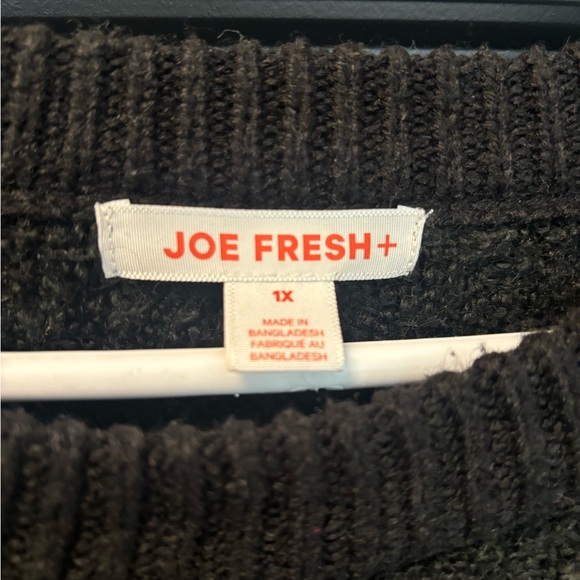 JOE FRESH+
1X
MADE IN
BANGLADESH
FABRIQUÉ AU
BANGLADESH